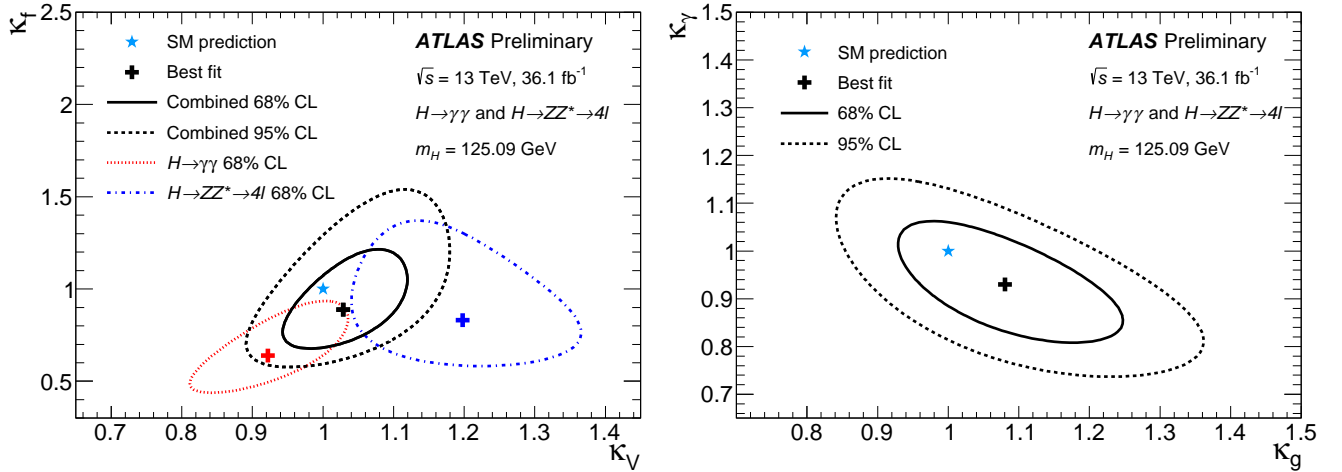 κf
2.5
2
1.5
1
0.5
SM prediction
Best fit
Combined 68% CL
Combined 95% CL
H→γγ 68% CL
H→ZZ*→4l 68% CL
ATLAS Preliminary
√s = 13 TeV, 36.1 fb⁻¹
H→γγ and H→ZZ*→4l
m_H = 125.09 GeV
0.7 0.8 0.9 1 1.1 1.2 1.3 1.4
κV
κγ
1.5
1.4
1.3
1.2
1.1
1
0.9
0.8
0.7
SM prediction
Best fit
68% CL
95% CL
ATLAS Preliminary
√s = 13 TeV, 36.1 fb⁻¹
H→γγ and H→ZZ*→4l
m_H = 125.09 GeV
0.8 0.9 1 1.1 1.2 1.3 1.4 1.5
κg